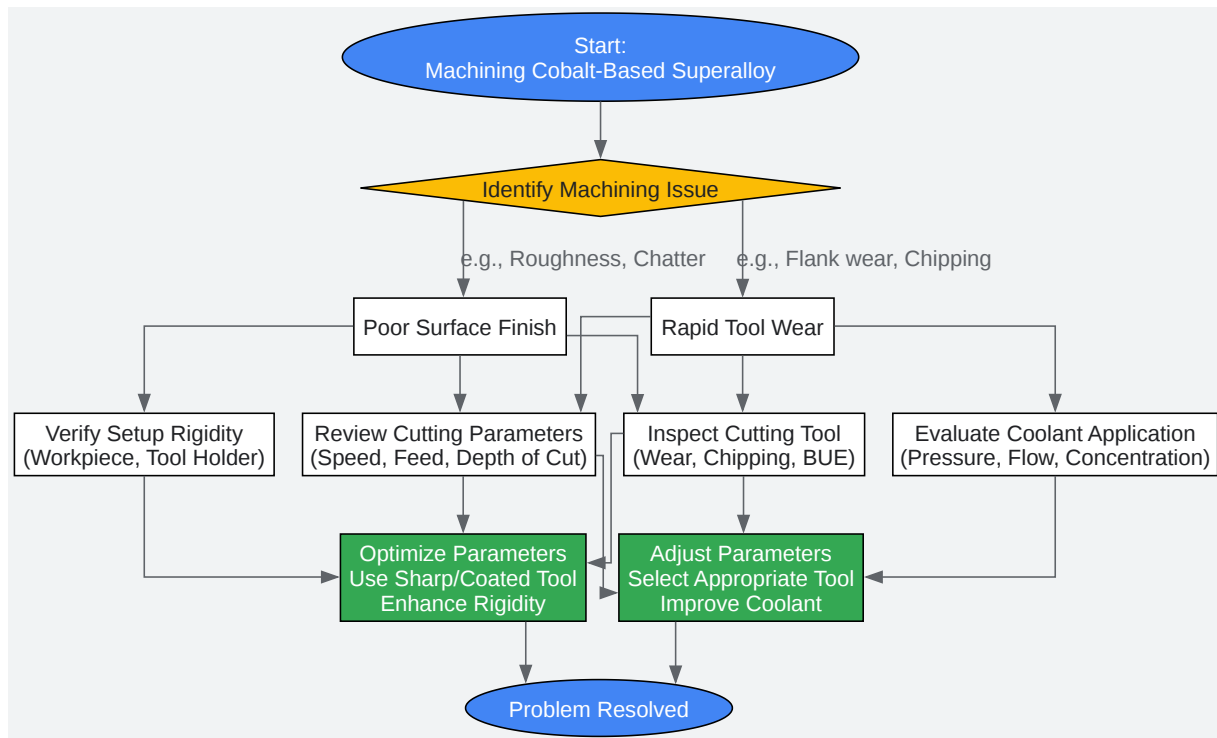 Start:
Machining Cobalt-Based Superalloy
Identify Machining Issue
e.g., Roughness, Chatter
e.g., Flank wear, Chipping
Poor Surface Finish
Rapid Tool Wear
Verify Setup Rigidity
(Workpiece, Tool Holder)
Review Cutting Parameters
(Speed, Feed, Depth of Cut)
Inspect Cutting Tool
(Wear, Chipping, BUE)
Evaluate Coolant Application
(Pressure, Flow, Concentration)
Optimize Parameters
Use Sharp/Coated Tool
Enhance Rigidity
Adjust Parameters
Select Appropriate Tool
Improve Coolant
Problem Resolved